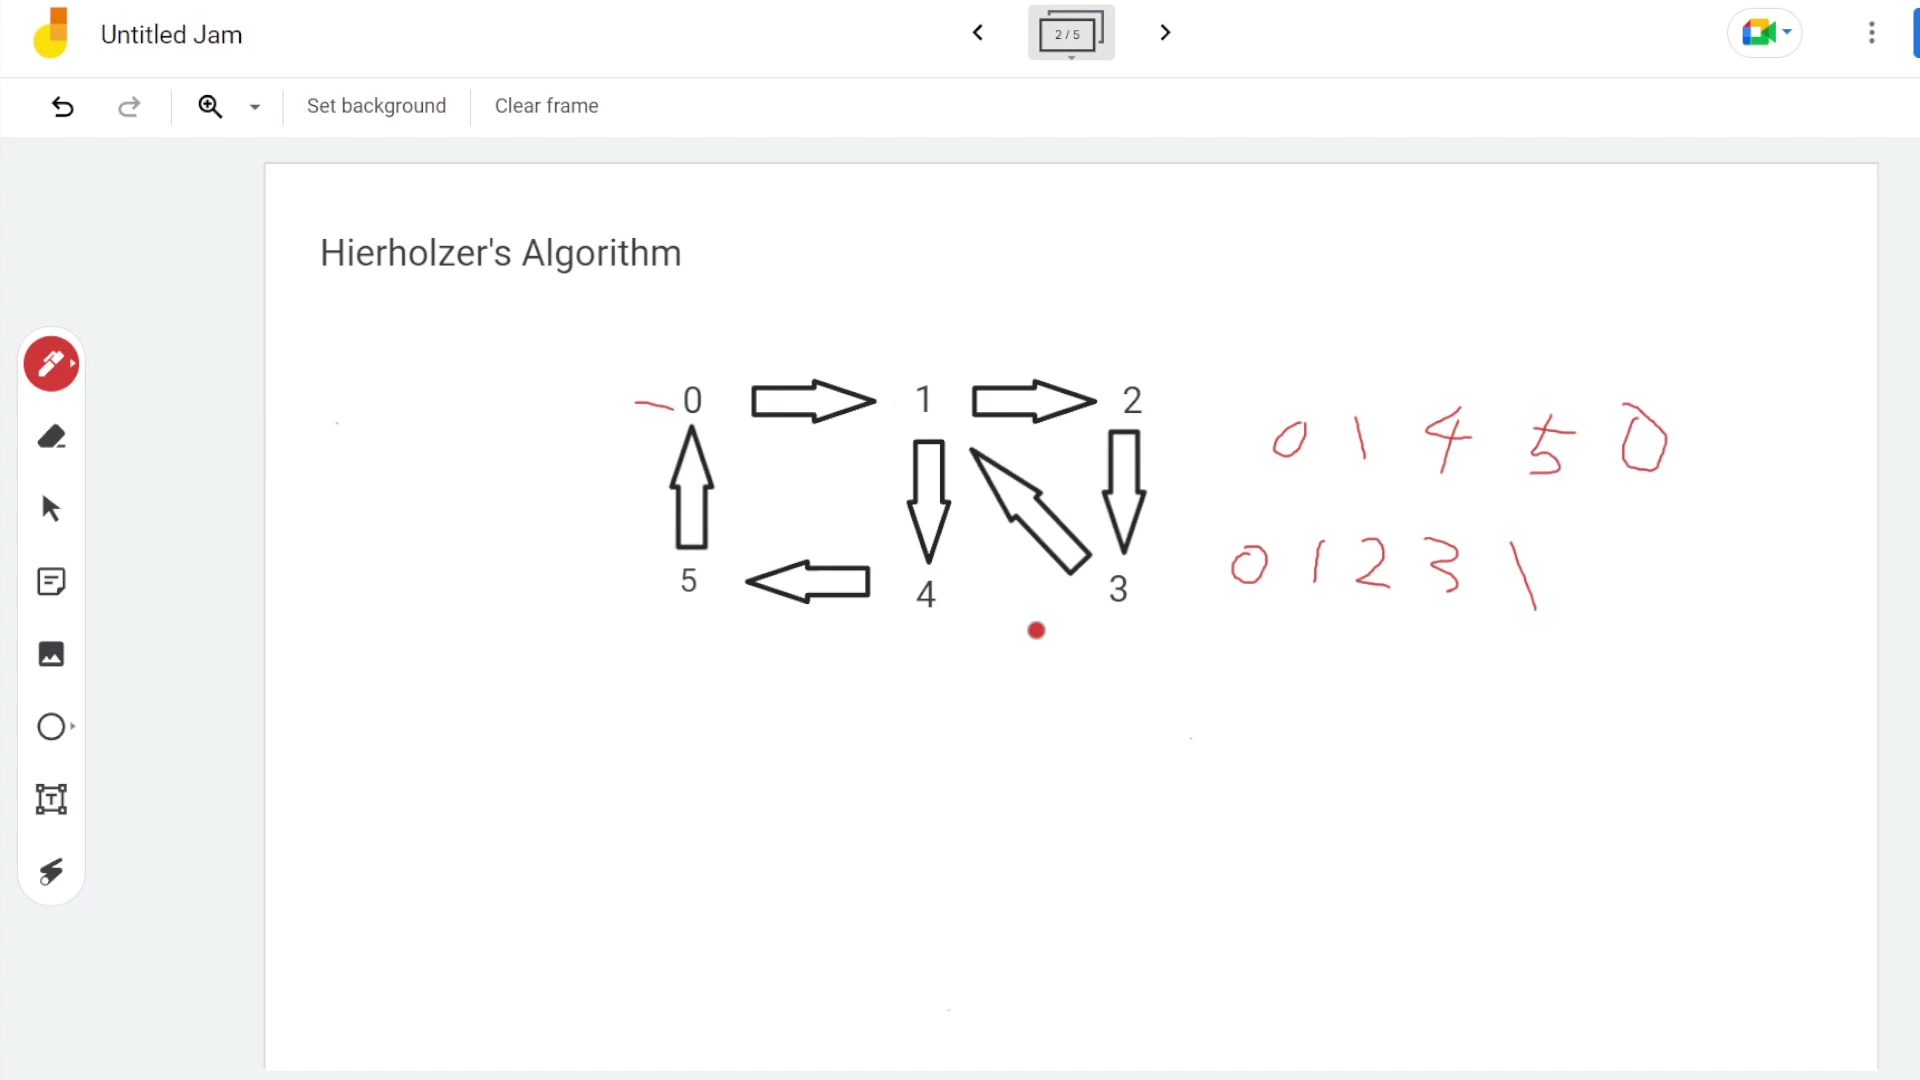 Untitled Jam
2 / 5
Set background
Clear frame
Hierholzer's Algorithm
0 1 2
5 4 3
0 1 4 5 0
0 1 2 3 1